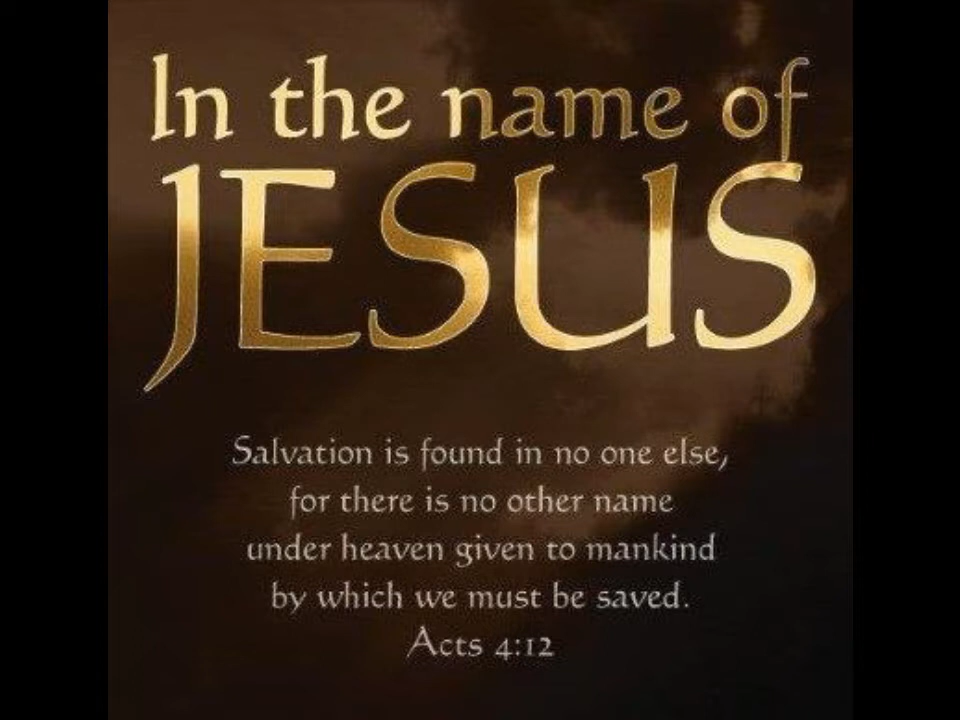 In the name of
JESUS
Salvation is found in no one else,
for there is no other name
under heaven given to mankind
by which we must be saved.
Acts 4:12